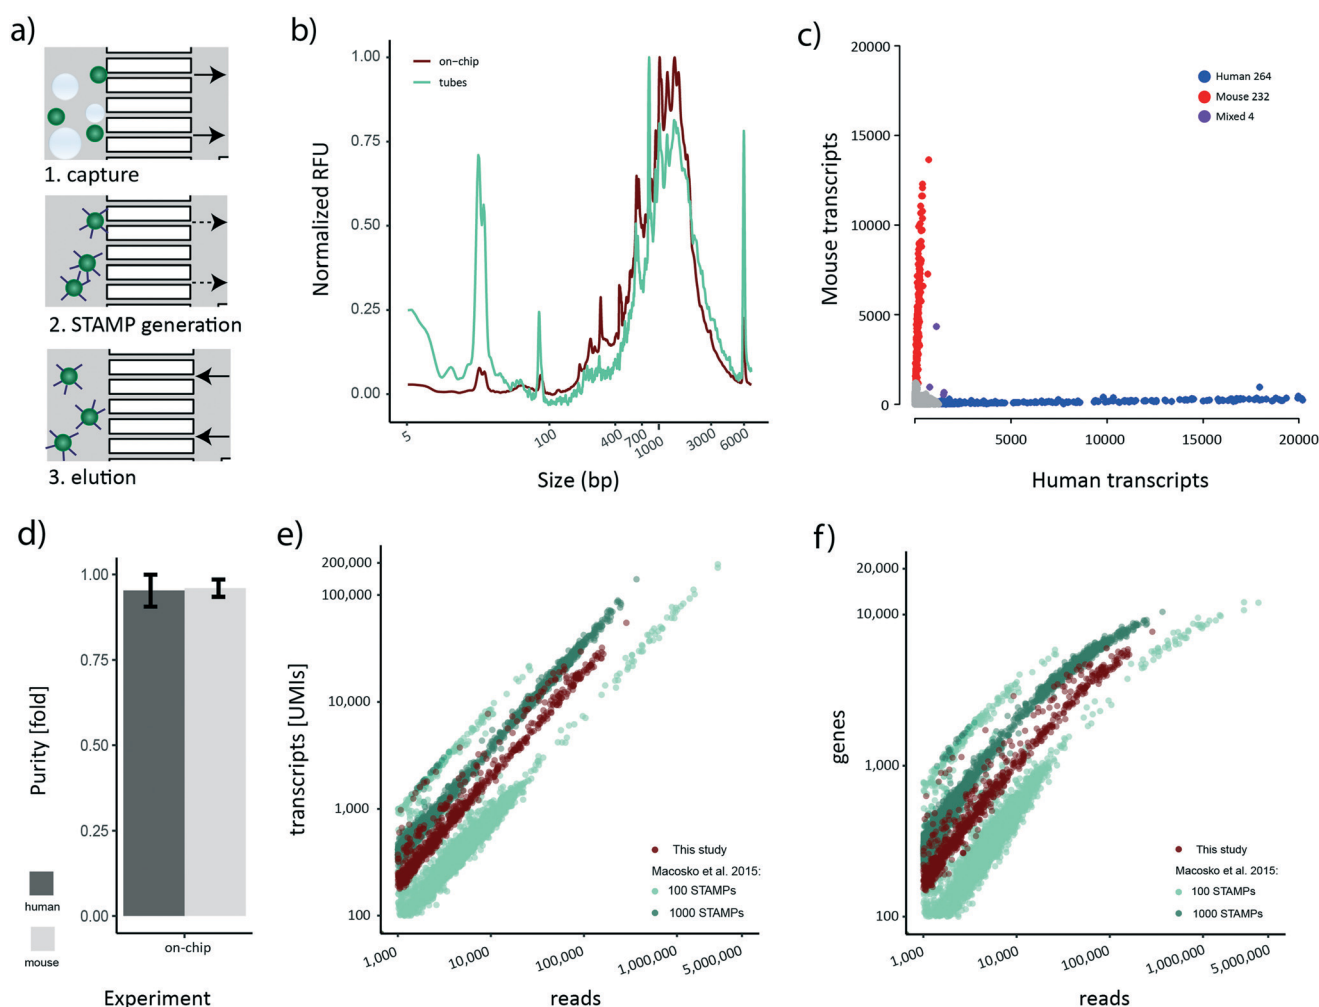 a)
1. capture
2. STAMP generation
3. elution
b)
on-chip
tubes
Normalized RFU
1.00
0.75
0.50
0.25
0.00
5
100
400
700
1000
3000
6000
Size (bp)
c)
Human 264
Mouse 232
Mixed 4
Mouse transcripts
20000
15000
10000
5000
0
5000
10000
15000
20000
Human transcripts
d)
Purity [fold]
1.00
0.75
0.50
0.25
0.00
human
mouse
on-chip
Experiment
e)
transcripts [UMIs]
200,000
100,000
10,000
1,000
100
This study
Macosko et al. 2015:
100 STAMPs
1000 STAMPs
1,000
10,000
100,000
1,000,000
5,000,000
reads
f)
genes
20,000
10,000
1,000
100
This study
Macosko et al. 2015:
100 STAMPs
1000 STAMPs
1,000
10,000
100,000
1,000,000
5,000,000
reads